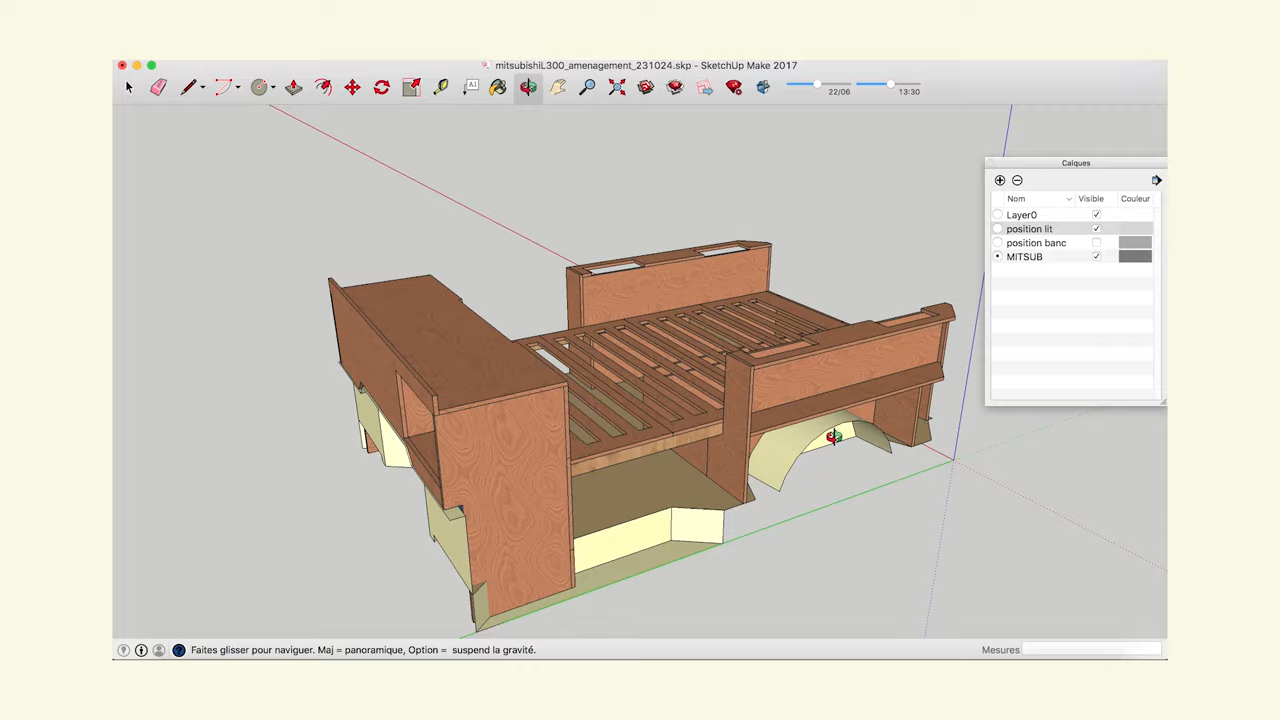 mitsubishiL300_amenagement_231024.skp - SketchUp Make 2017
A1
22/06
13:30
Calques
Nom Visible Couleur
Layer0
position lit
position banc
MITSUB
Faites glisser pour naviguer. Maj = panoramique, Option = suspend la gravité.
Mesures